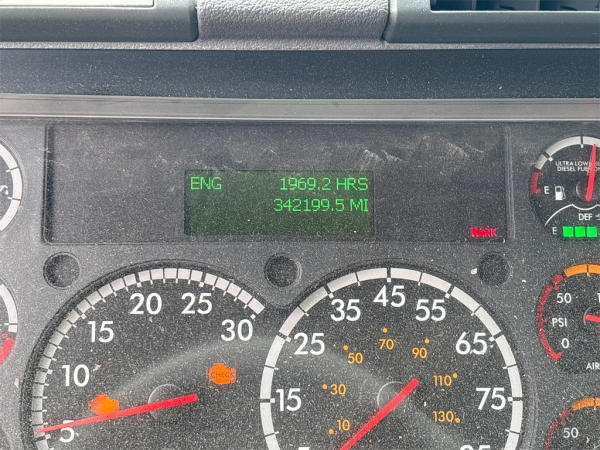 ENG 1969.2 HRS
342199.5 MI
PARK
ULTRA LOW
DIESEL FUEL ON
E
DEF
E
5
10
15
20
25
30
CHECK
15
25
35
45
55
65
75
10
30
50
70
90
110
130
50
PSI
0
AIR
50